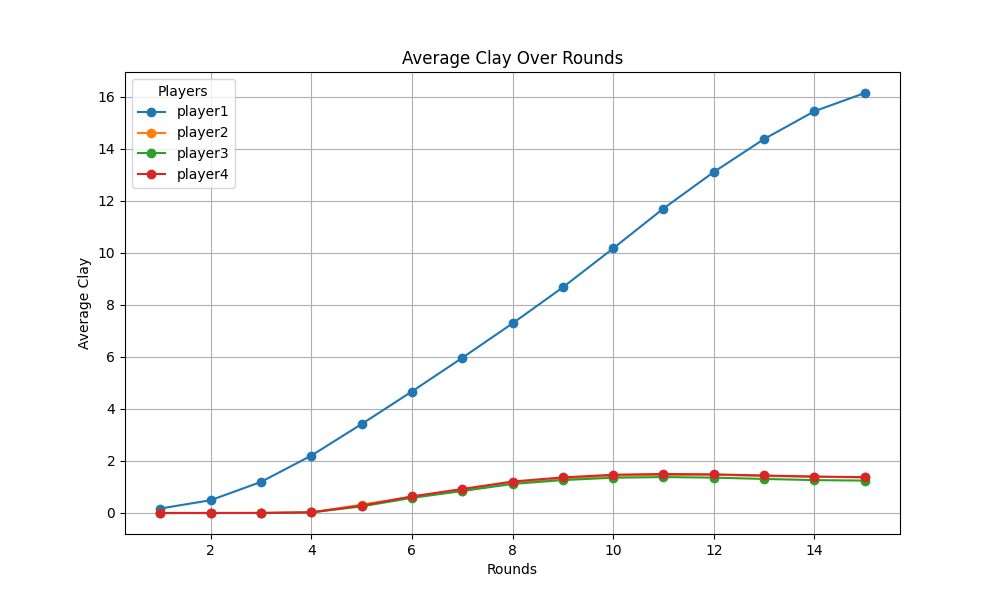 Average Clay Over Rounds
Players
player1
player2
player3
player4
Average Clay
16
14
12
10
8
6
4
2
0
2 4 6 8 10 12 14
Rounds